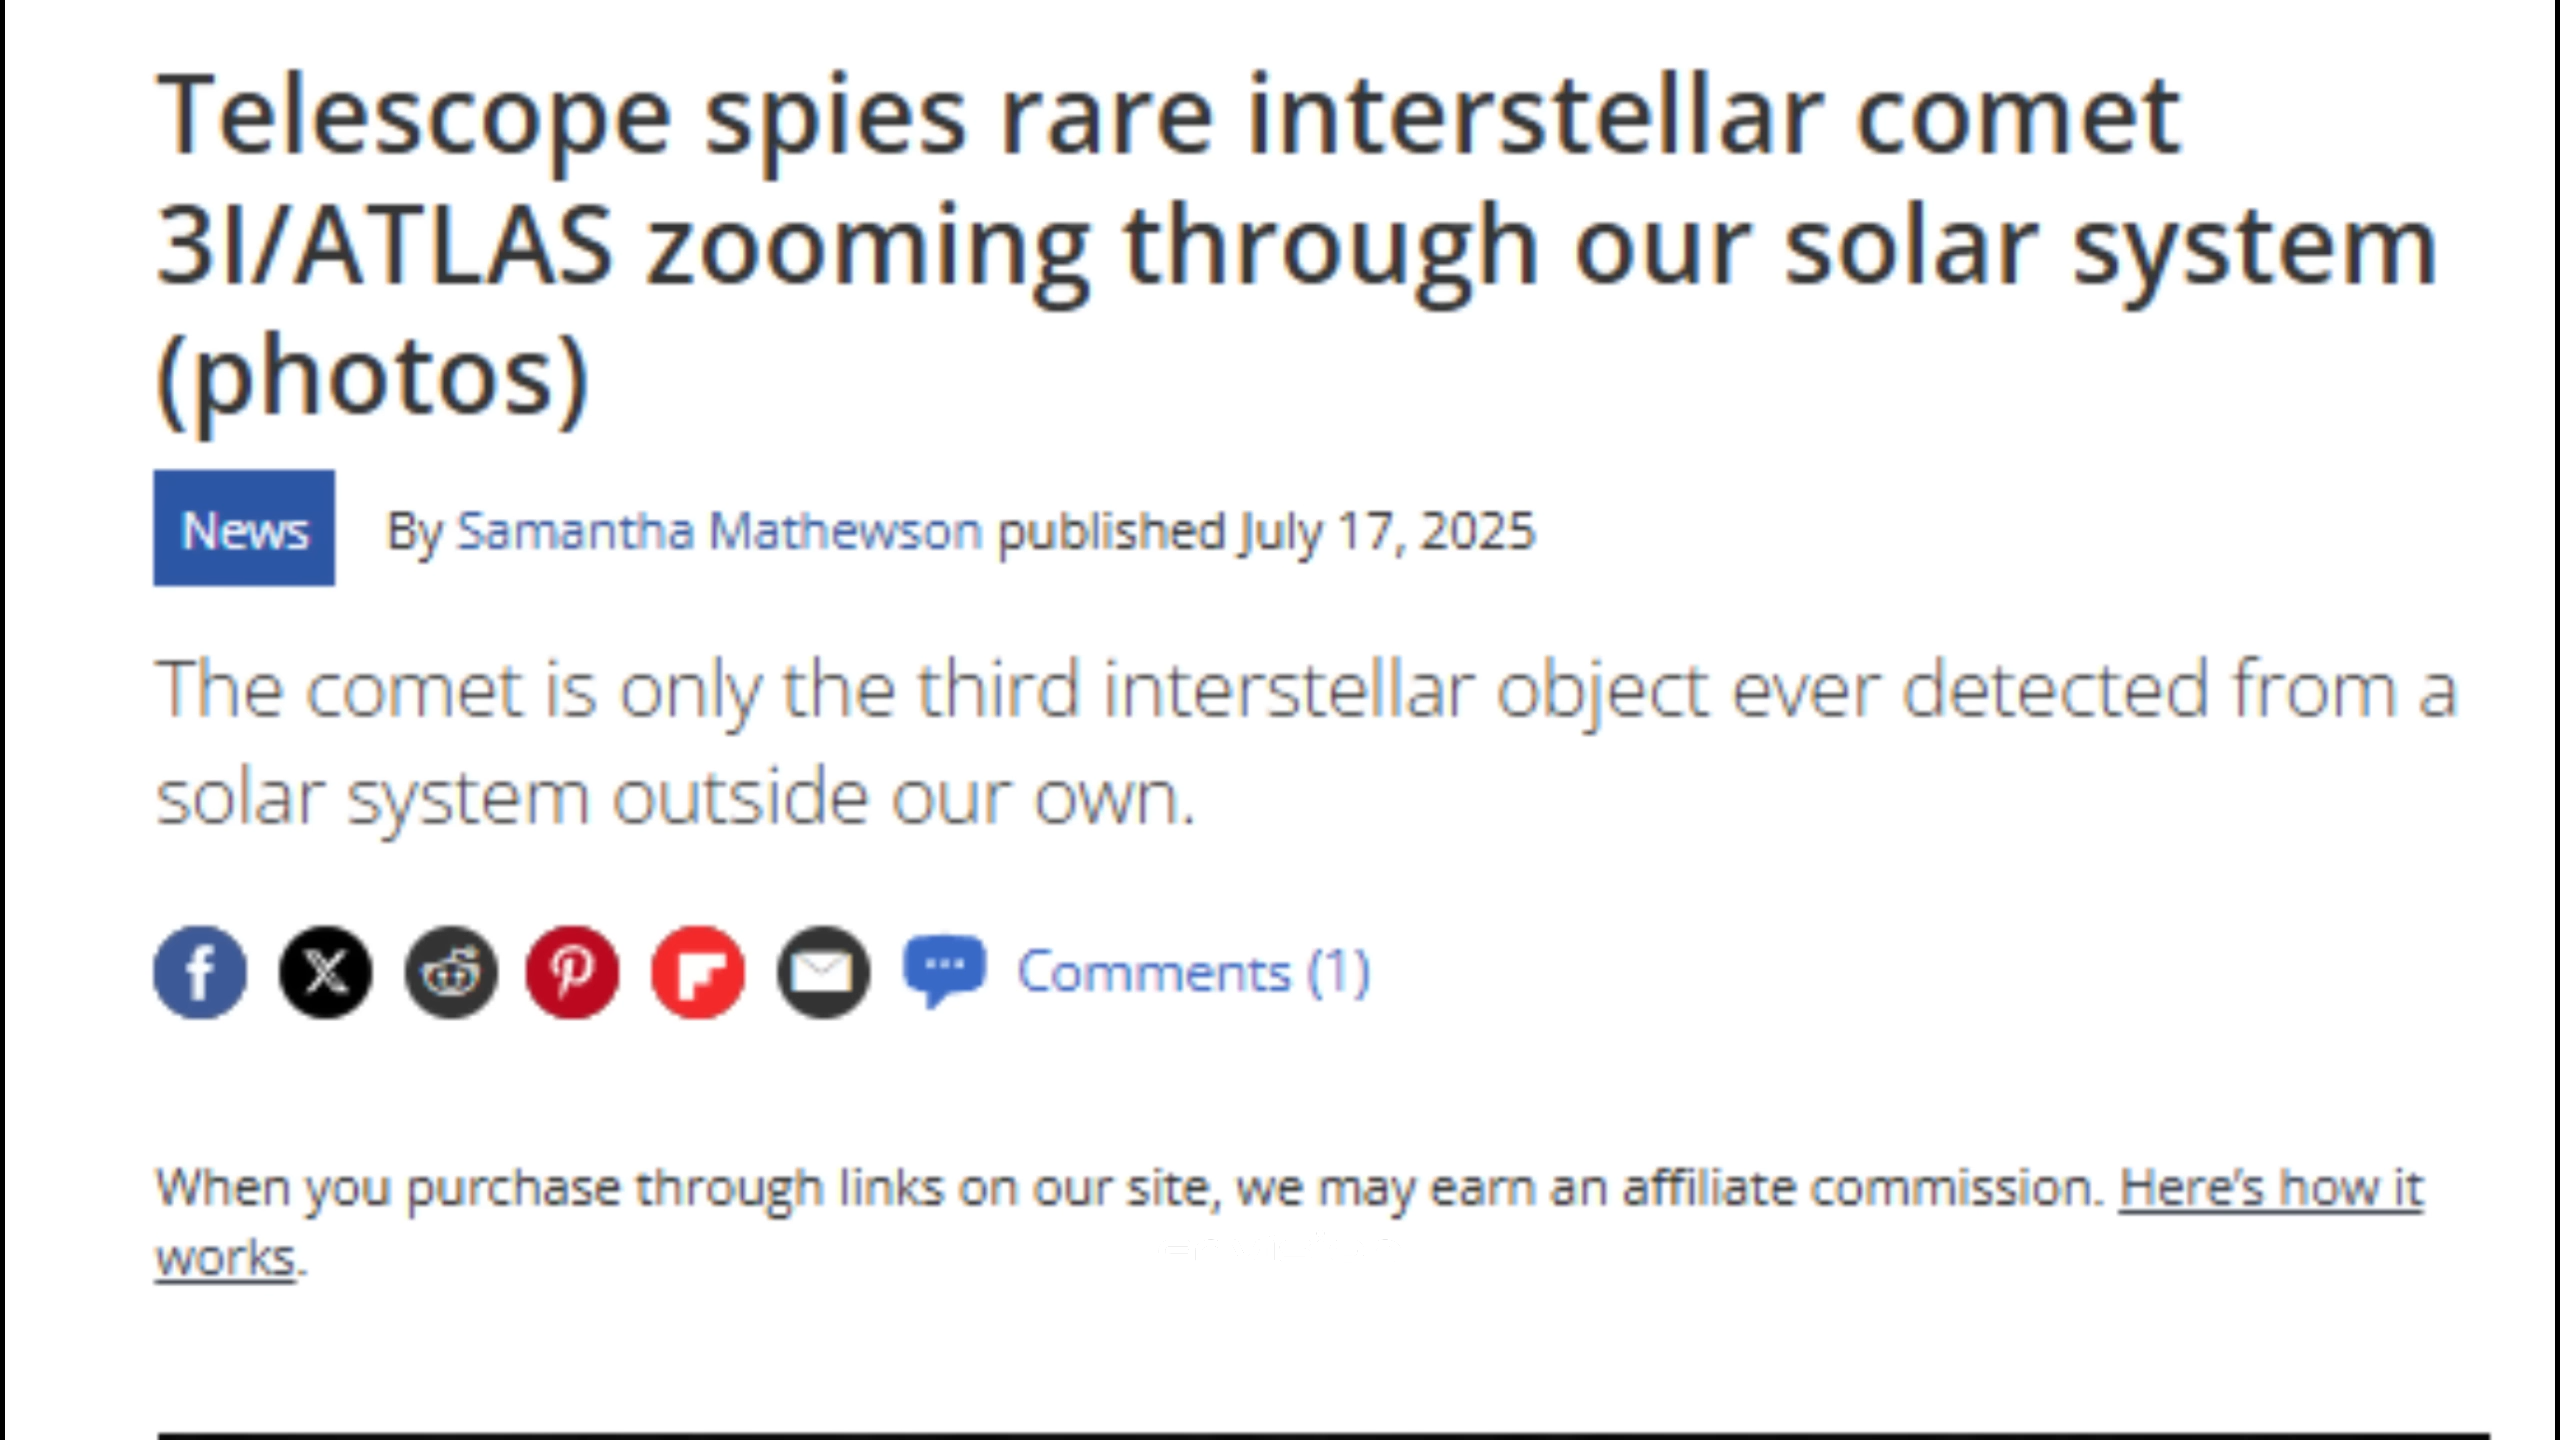 Telescope spies rare interstellar comet
3I/ATLAS zooming through our solar system
(photos)
News By Samantha Mathewson published July 17, 2025
The comet is only the third interstellar object ever detected from a
solar system outside our own.
Comments (1)
When you purchase through links on our site, we may earn an affiliate commission. Here's how it
works.